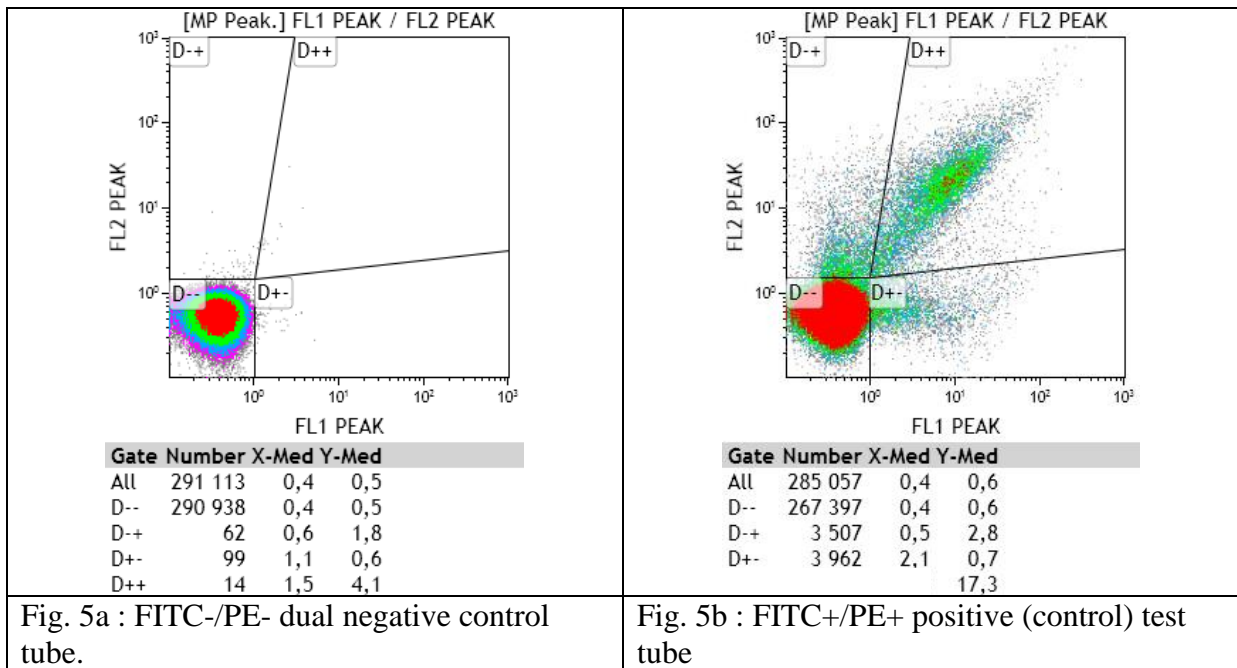 [MP Peak.] FL1 PEAK / FL2 PEAK
D-+
D++
D--
D+-
10³
10²
10¹
10⁰
FL2 PEAK
10⁰ 10¹ 10² 10³
FL1 PEAK
Gate Number X-Med Y-Med
All 291 113 0,4 0,5
D-- 290 938 0,4 0,5
D-+ 62 0,6 1,8
D+- 99 1,1 0,6
D++ 14 1,5 4,1
Fig. 5a : FITC-/PE- dual negative control
tube.
[MP Peak] FL1 PEAK / FL2 PEAK
D-+
D++
D--
D+-
10³
10²
10¹
10⁰
FL2 PEAK
10⁰ 10¹ 10² 10³
FL1 PEAK
Gate Number X-Med Y-Med
All 285 057 0,4 0,6
D-- 267 397 0,4 0,6
D-+ 3 507 0,5 2,8
D+- 3 962 2,1 0,7
17,3
Fig. 5b : FITC+/PE+ positive (control) test
tube